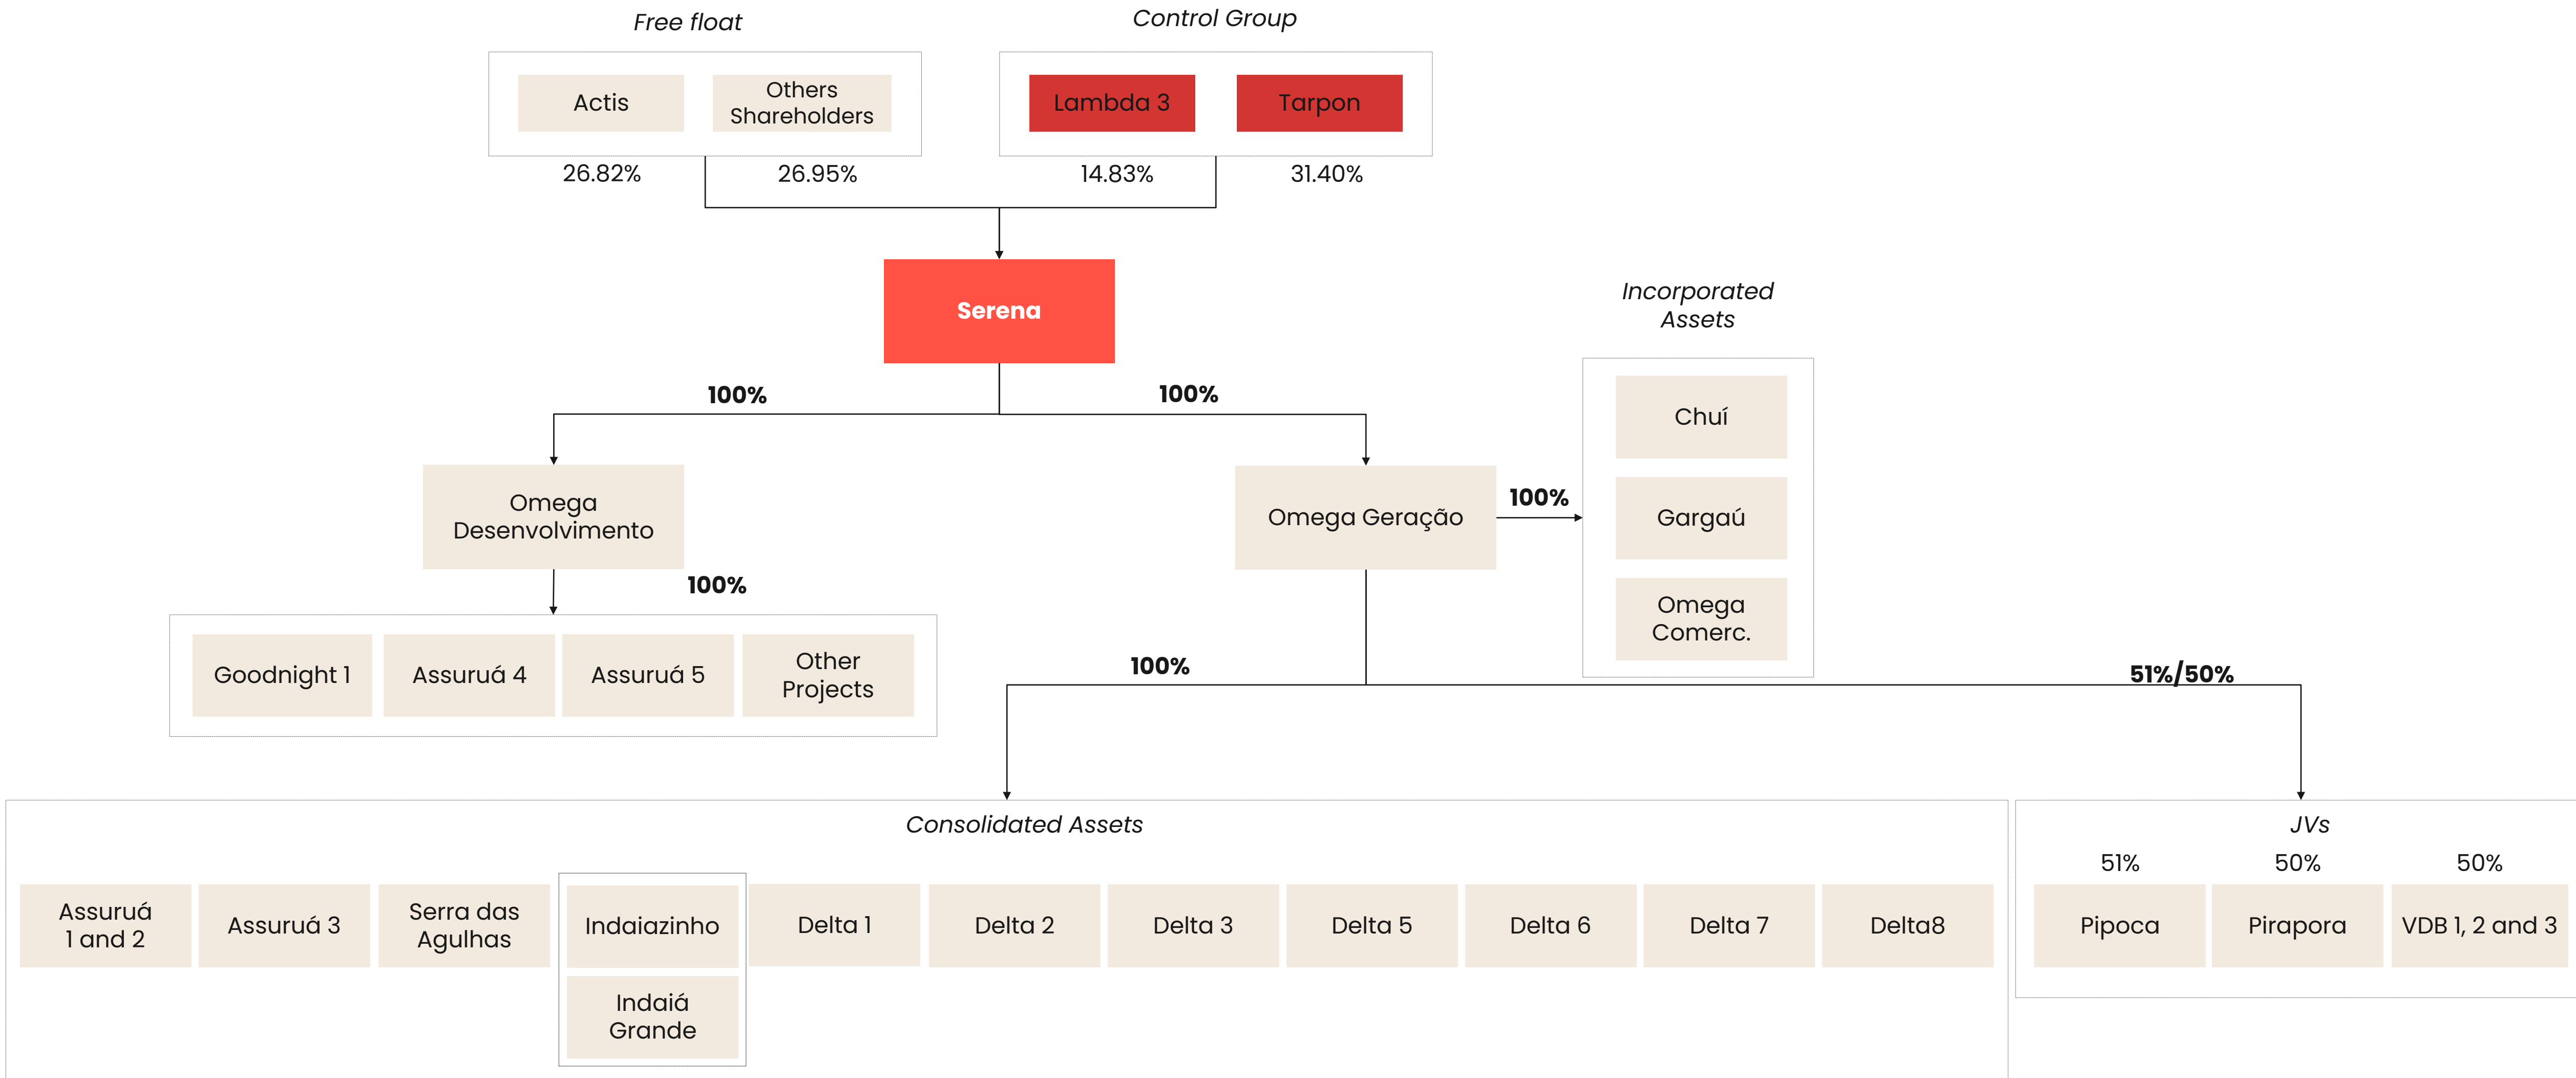 Free float
Control Group
Actis
Others
Shareholders
Lambda 3
Tarpon
26.82%
26.95%
14.83%
31.40%
Serena
Incorporated
Assets
100%
100%
Chuí
Omega
Desenvolvimento
Omega Geração
100%
Gargaú
100%
Omega
Comerc.
Goodnight 1
Assuruá 4
Assuruá 5
Other
Projects
100%
51%/50%
Consolidated Assets
JVs
51%
50%
50%
Assuruá
1 and 2
Assuruá 3
Serra das
Agulhas
Indaiazinho
Delta 1
Delta 2
Delta 3
Delta 5
Delta 6
Delta 7
Delta8
Pipoca
Pirapora
VDB 1, 2 and 3
Indaiá
Grande